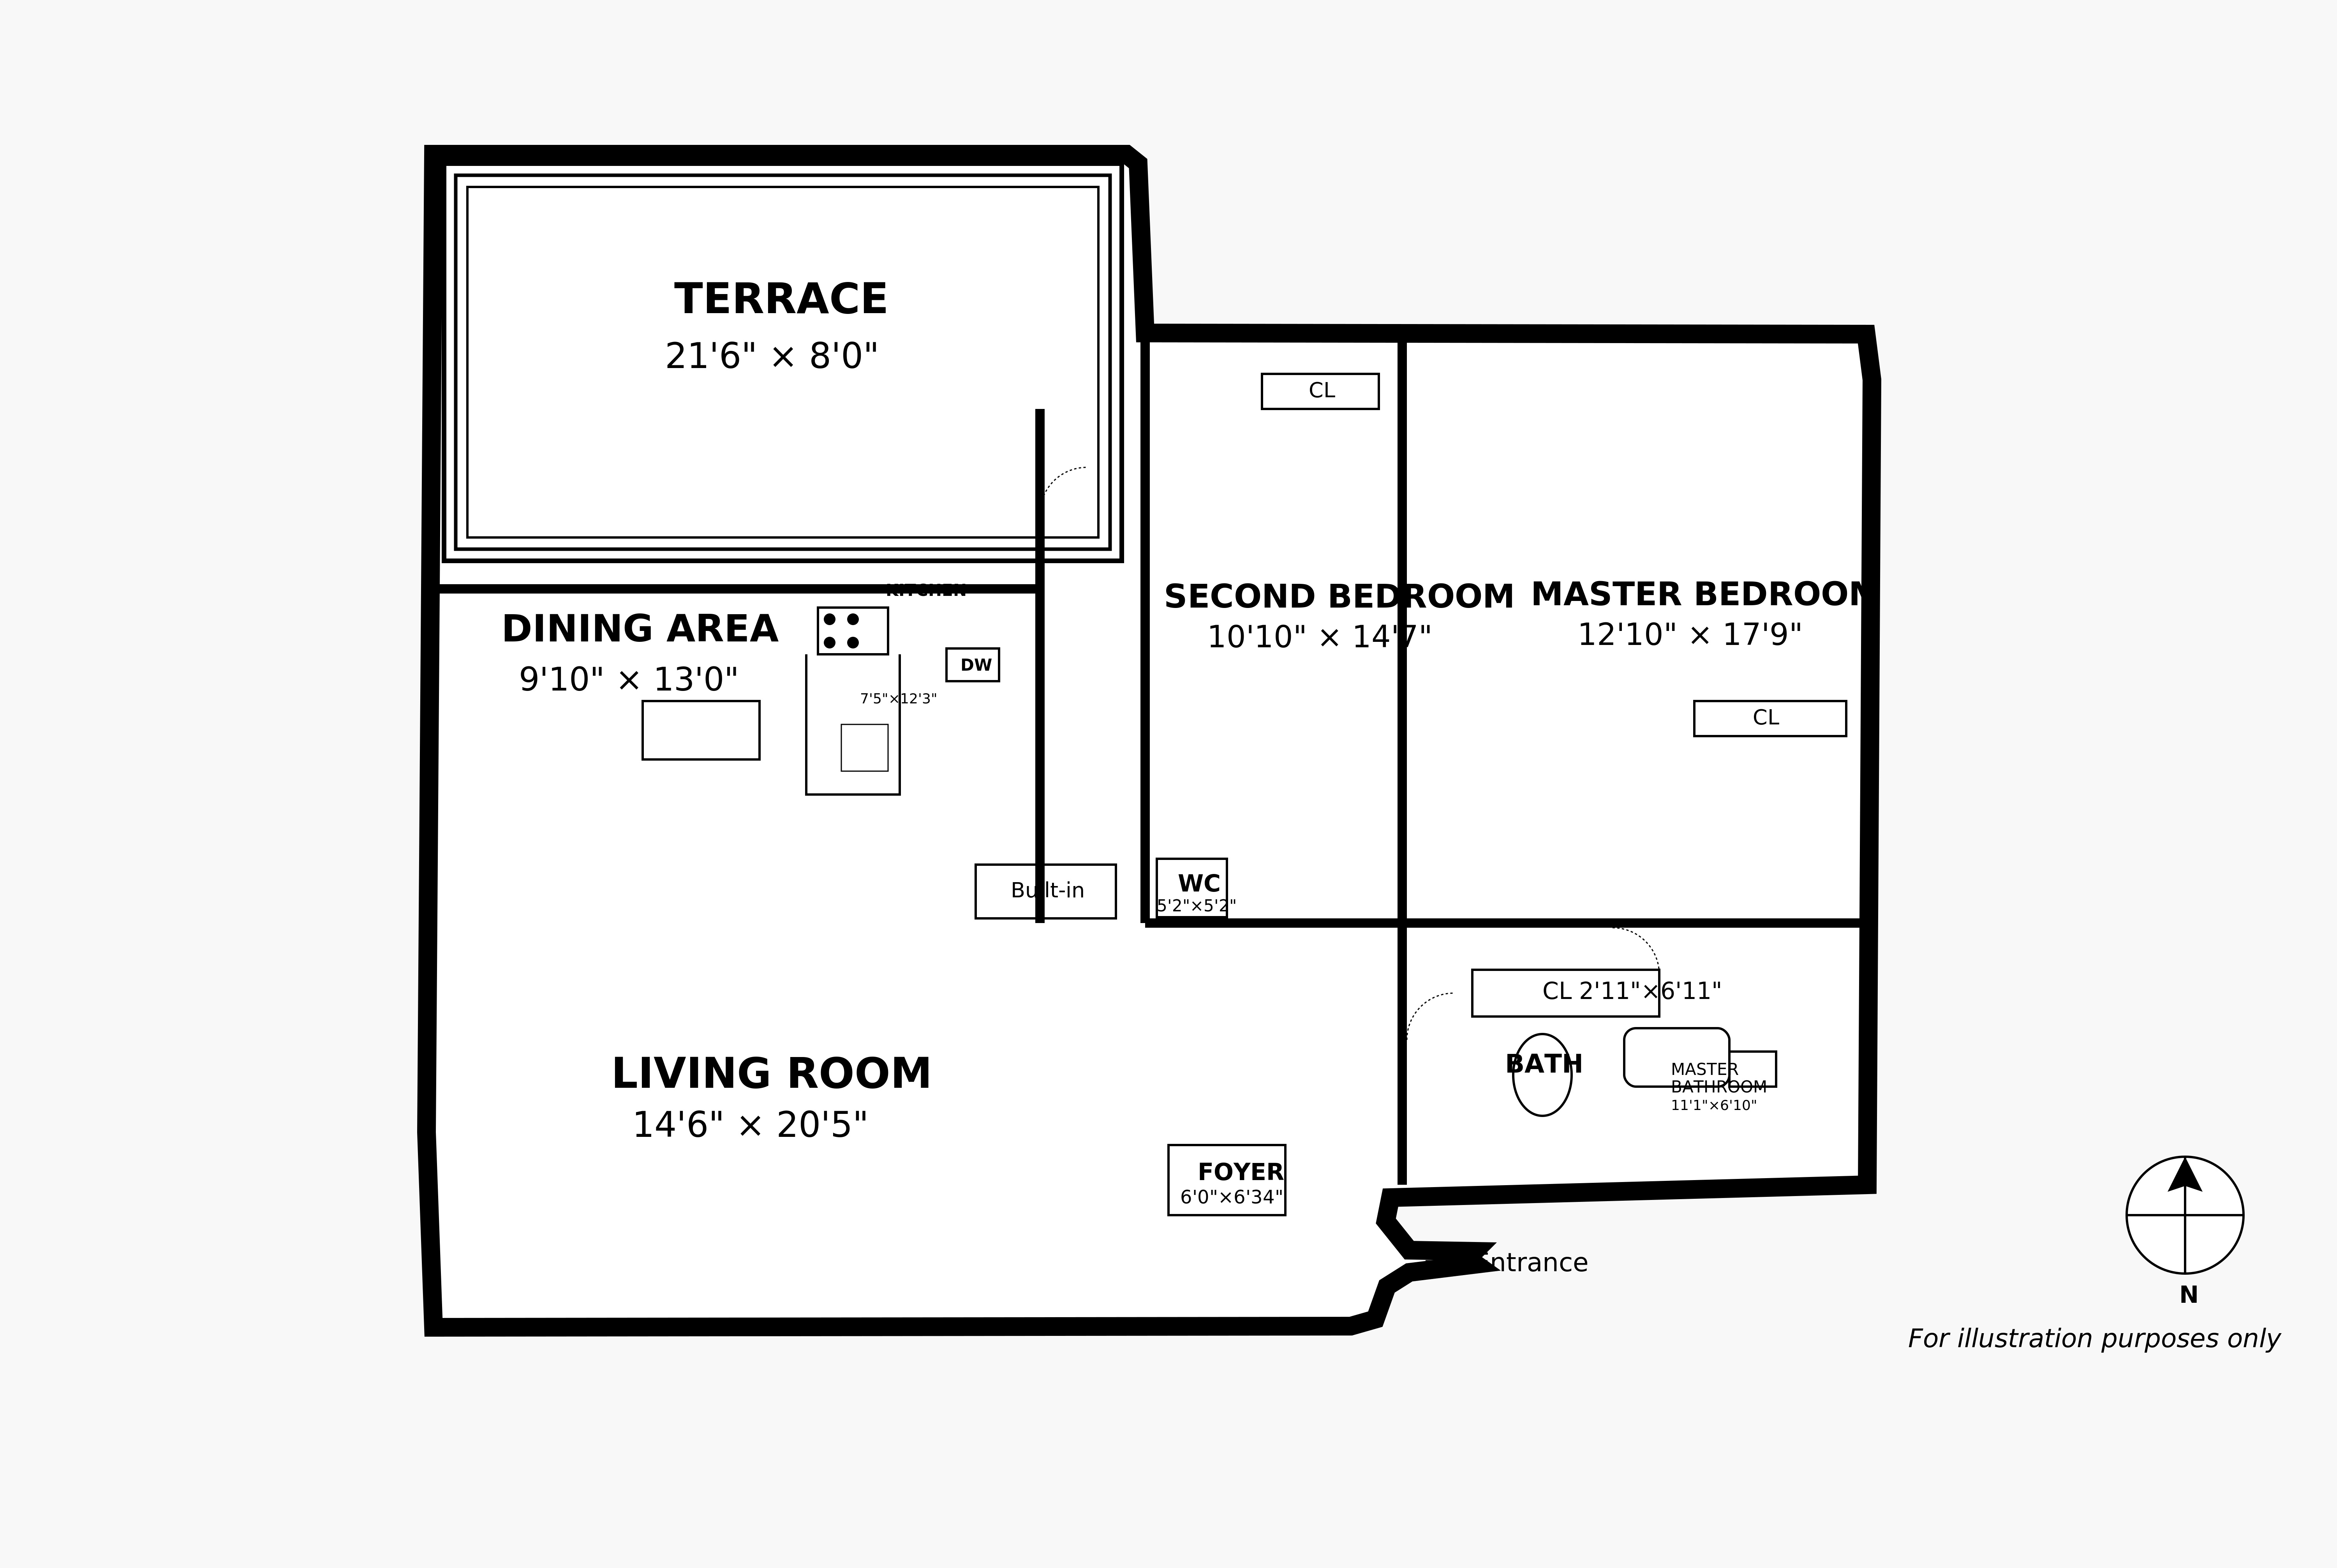 TERRACE
21'6" × 8'0"
CL
KITCHEN
DINING AREA
9'10" × 13'0"
DW
7'5"×12'3"
SECOND BEDROOM
10'10" × 14'7"
MASTER BEDROOM
12'10" × 17'9"
CL
Built-in
WC
5'2"×5'2"
CL 2'11"×6'11"
BATH
MASTER
BATHROOM
11'1"×6'10"
LIVING ROOM
14'6" × 20'5"
FOYER
6'0"×6'34"
ntrance
N
For illustration purposes only